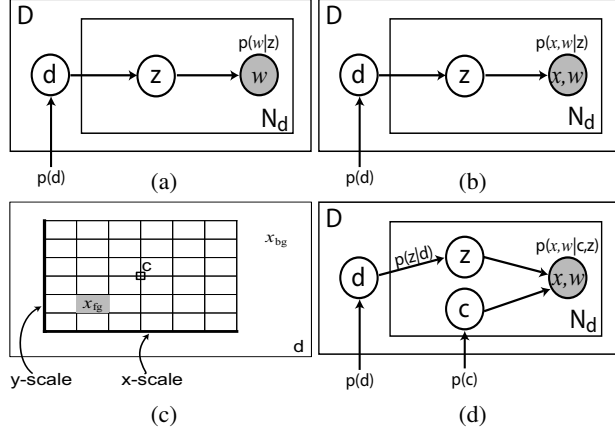 D
p(w|z)
d
z
w
N_d
p(d)
(a)
D
p(x,w|z)
d
z
x,w
N_d
p(d)
(b)
x_bg
c
x_fg
d
y-scale
x-scale
(c)
D
p(x,w|c,z)
p(z|d)
z
d
x,w
c
N_d
p(d)
p(c)
(d)